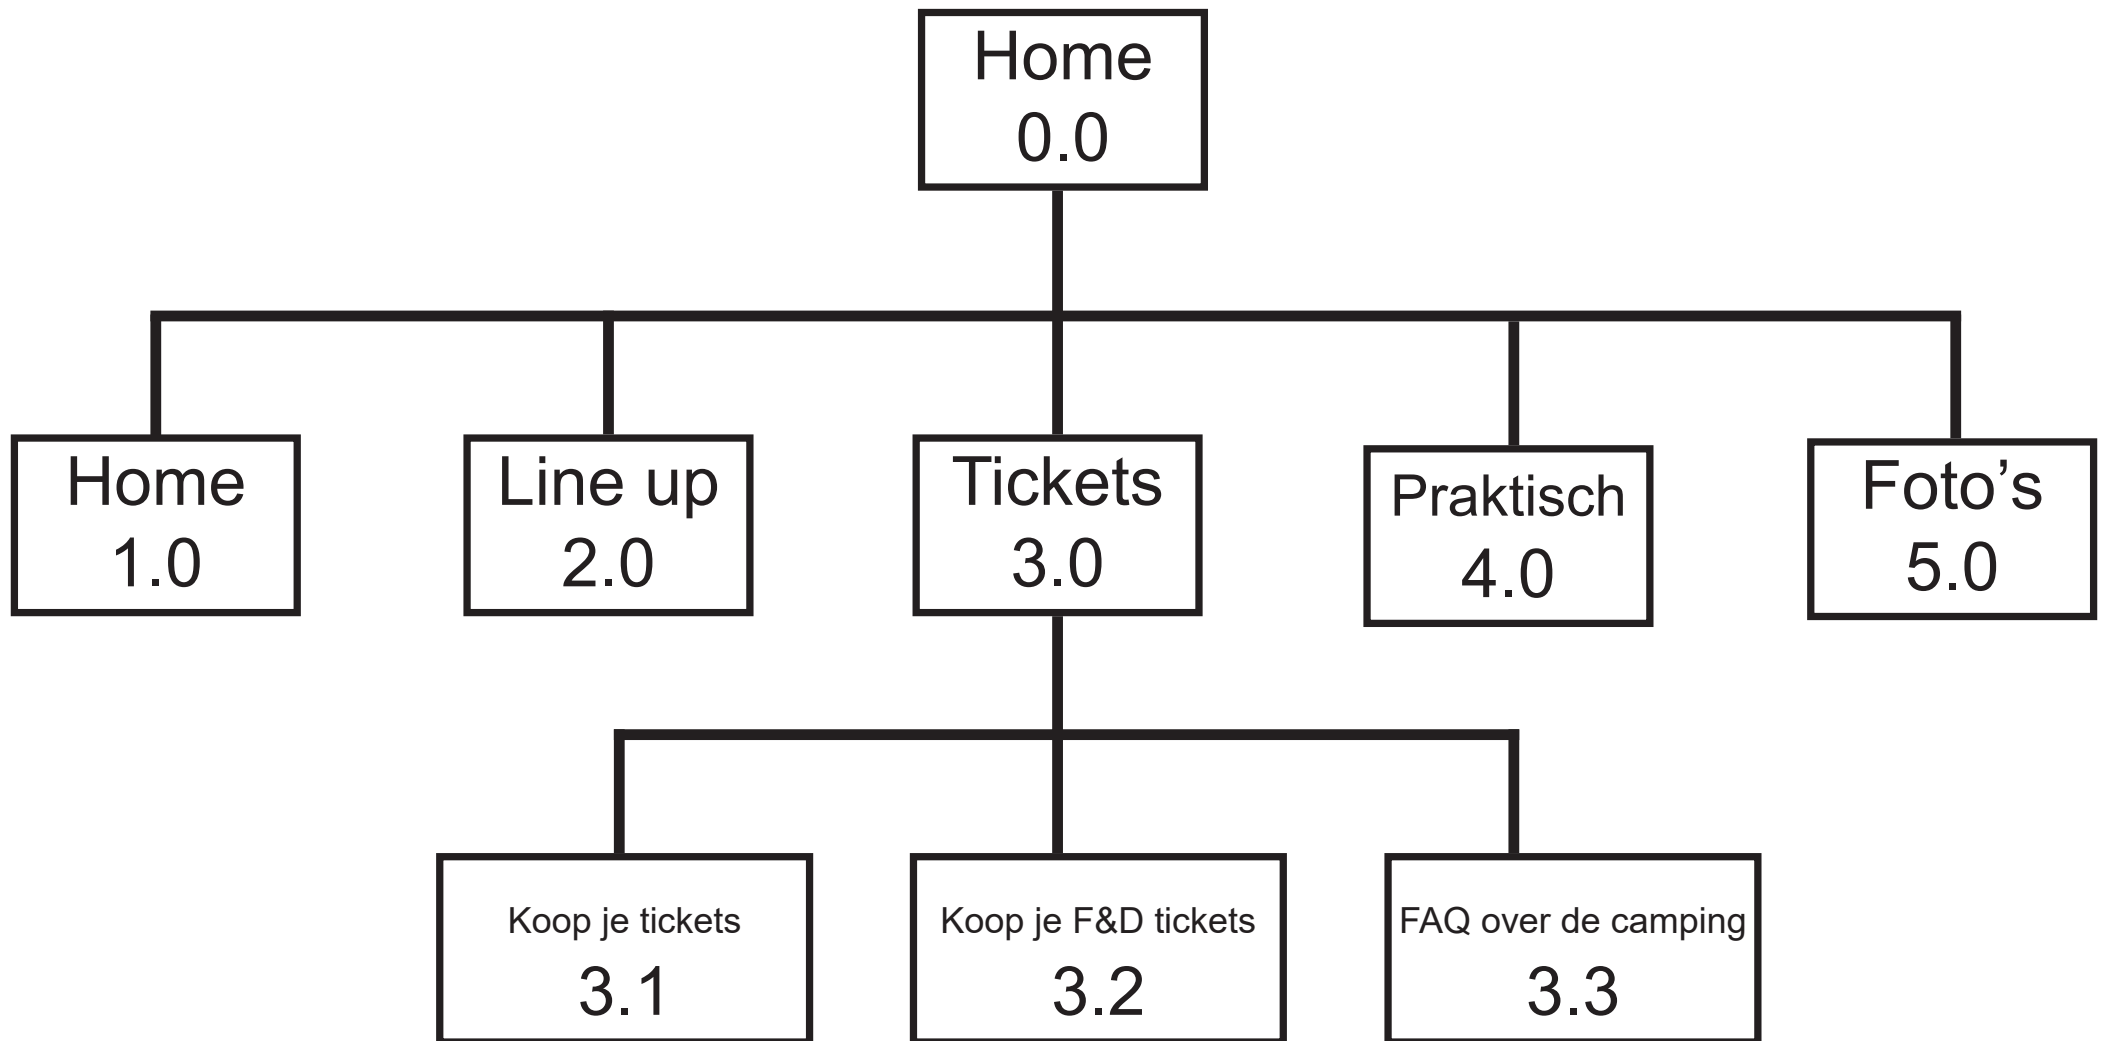 Home
0.0
Home
1.0
Line up
2.0
Tickets
3.0
Praktisch
4.0
Foto’s
5.0
Koop je tickets
3.1
Koop je F&D tickets
3.2
FAQ over de camping
3.3